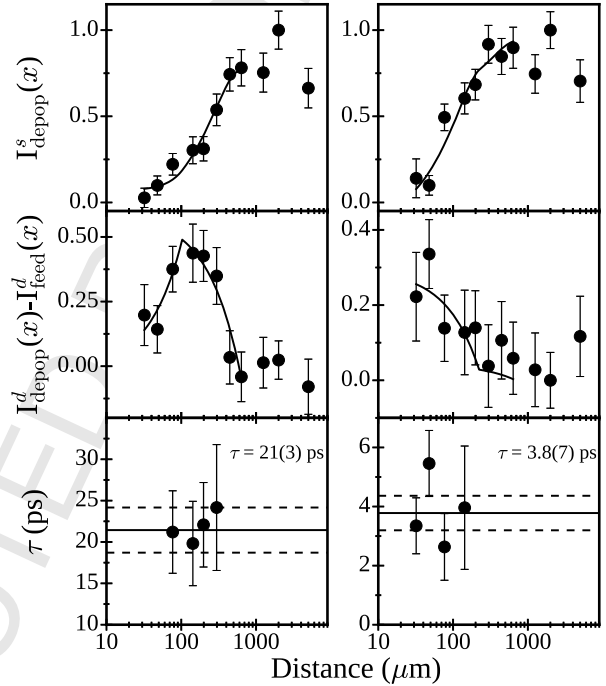 I^s_depop(x)
1.0
0.5
0.0
1.0
0.5
0.0
I^d_depop(x)-I^d_feed(x)
0.50
0.25
0.00
0.4
0.2
0.0
τ (ps)
35
30
25
20
15
10
τ = 21(3) ps
6
4
2
0
τ = 3.8(7) ps
10 100 1000
10 100 1000
Distance (μm)